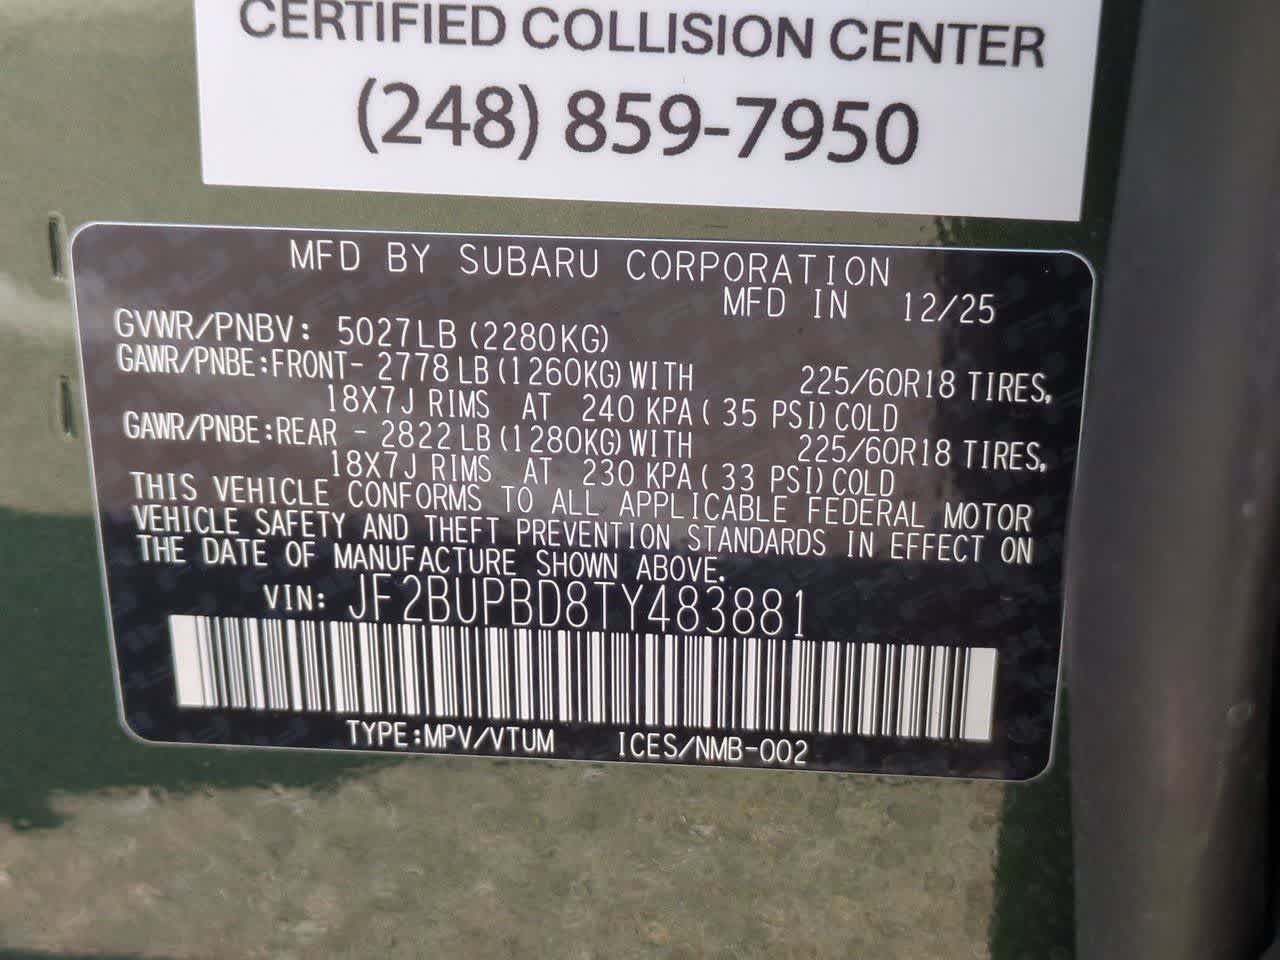 CERTIFIED COLLISION CENTER
(248) 859-7950
MFD BY SUBARU CORPORATION
MFD IN 12/25
GVWR/PNBV: 5027LB (2280KG)
GAWR/PNBE:FRONT- 2778 LB (1260KG) WITH 225/60R18 TIRES,
18X7J RIMS AT 240 KPA ( 35 PSI) COLD
GAWR/PNBE:REAR - 2822 LB (1280KG) WITH 225/60R18 TIRES,
18X7J RIMS AT 230 KPA ( 33 PSI) COLD
THIS VEHICLE CONFORMS TO ALL APPLICABLE FEDERAL MOTOR
VEHICLE SAFETY AND THEFT PREVENTION STANDARDS IN EFFECT ON
THE DATE OF MANUFACTURE SHOWN ABOVE.
VIN: JF2BUPBD8TY483881
TYPE:MPV/VTUM ICES/NMB-002